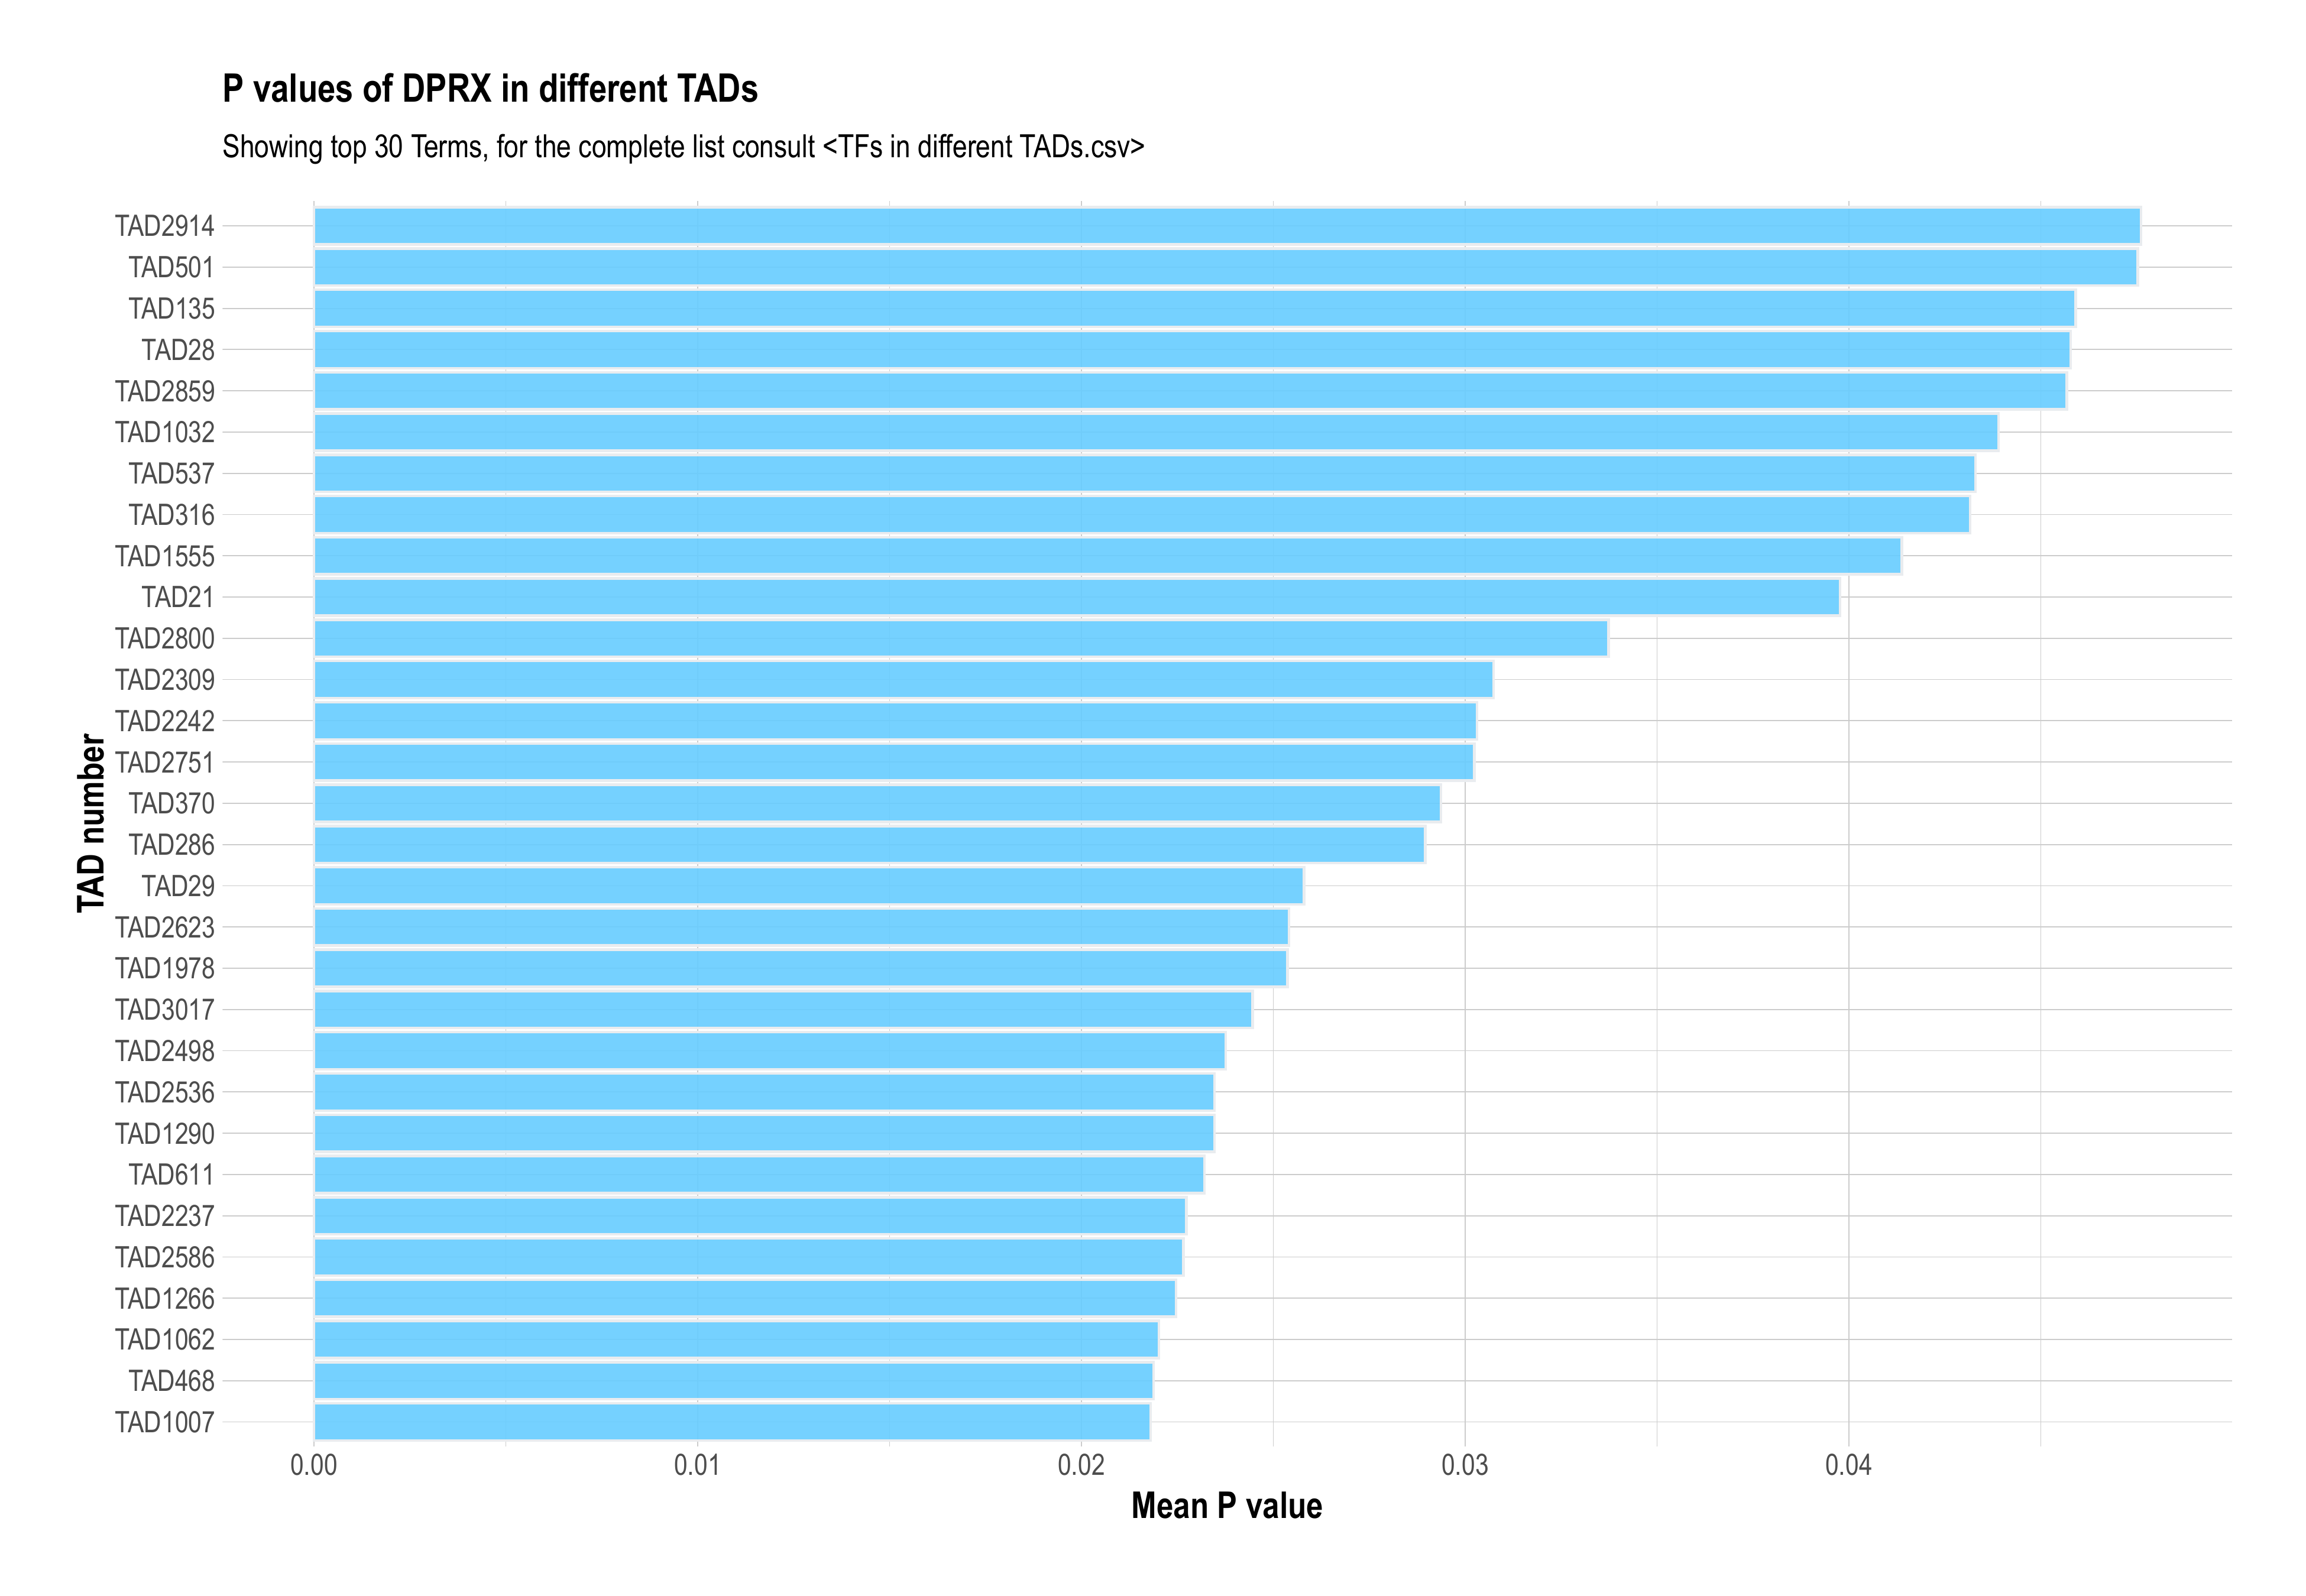 P values of DPRX in different TADs
Showing top 30 Terms, for the complete list consult <TFs in different TADs.csv>
TAD2914
TAD501
TAD135
TAD28
TAD2859
TAD1032
TAD537
TAD316
TAD1555
TAD21
TAD2800
TAD2309
TAD2242
TAD2751
TAD370
TAD286
TAD29
TAD2623
TAD1978
TAD3017
TAD2498
TAD2536
TAD1290
TAD611
TAD2237
TAD2586
TAD1266
TAD1062
TAD468
TAD1007
TAD number
0.00 0.01 0.02 0.03 0.04
Mean P value